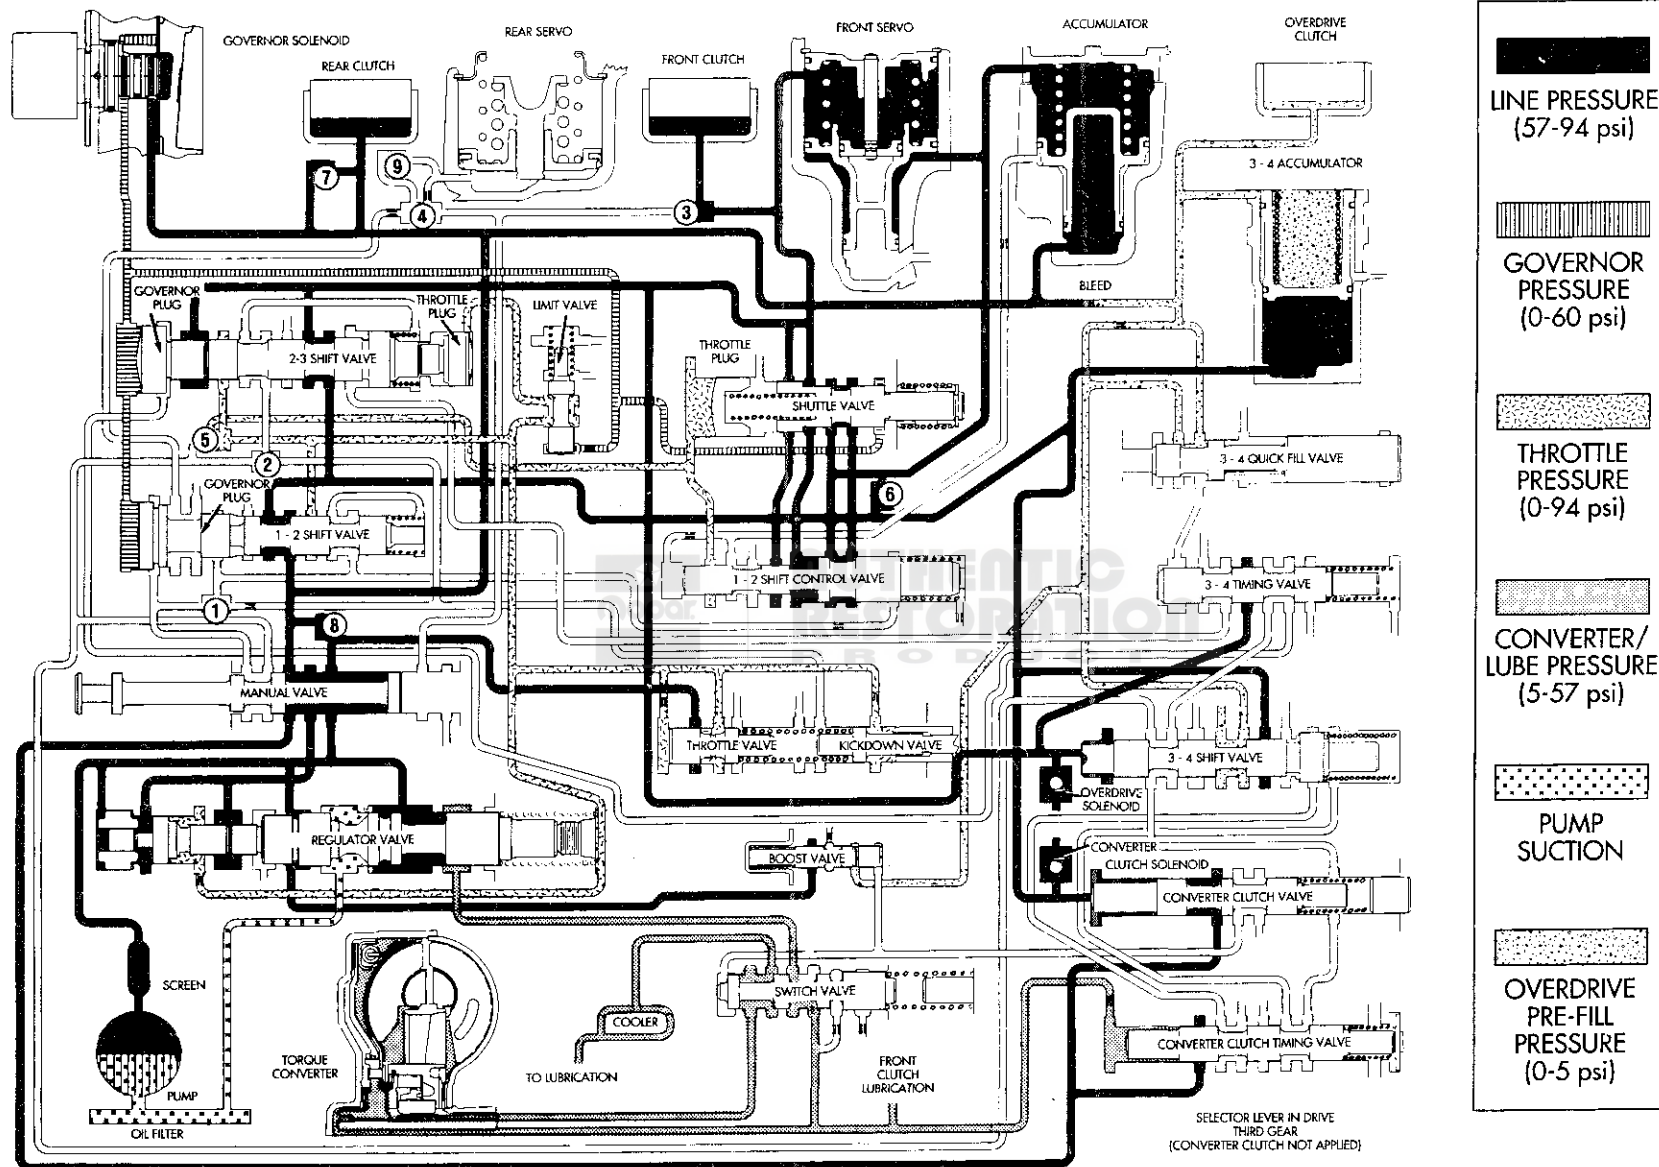 GOVERNOR SOLENOID
REAR CLUTCH
REAR SERVO
FRONT CLUTCH
FRONT SERVO
ACCUMULATOR
OVERDRIVE
CLUTCH
3 - 4 ACCUMULATOR
7
9
4
3
BLEED
GOVERNOR
PLUG
THROTTLE
PLUG
LIMIT VALVE
2-3 SHIFT VALVE
THROTTLE
PLUG
SHUTTLE VALVE
5
2
6
3 - 4 QUICK FILL VALVE
GOVERNOR
PLUG
1 - 2 SHIFT VALVE
1 - 2 SHIFT CONTROL VALVE
3 - 4 TIMING VALVE
AUTHENTIC
RESTORATION
PRODUCT
mopar
1
8
MANUAL VALVE
THROTTLE VALVE
KICKDOWN VALVE
3 - 4 SHIFT VALVE
OVERDRIVE
SOLENOID
REGULATOR VALVE
BOOST VALVE
CONVERTER
CLUTCH SOLENOID
CONVERTER CLUTCH VALVE
SCREEN
SWITCH VALVE
COOLER
CONVERTER CLUTCH TIMING VALVE
TORQUE
CONVERTER
TO LUBRICATION
FRONT
CLUTCH
LUBRICATION
PUMP
OIL FILTER
SELECTOR LEVER IN DRIVE
THIRD GEAR
(CONVERTER CLUTCH NOT APPLIED)
LINE PRESSURE
(57-94 psi)
GOVERNOR
PRESSURE
(0-60 psi)
THROTTLE
PRESSURE
(0-94 psi)
CONVERTER/
LUBE PRESSURE
(5-57 psi)
PUMP
SUCTION
OVERDRIVE
PRE-FILL
PRESSURE
(0-5 psi)